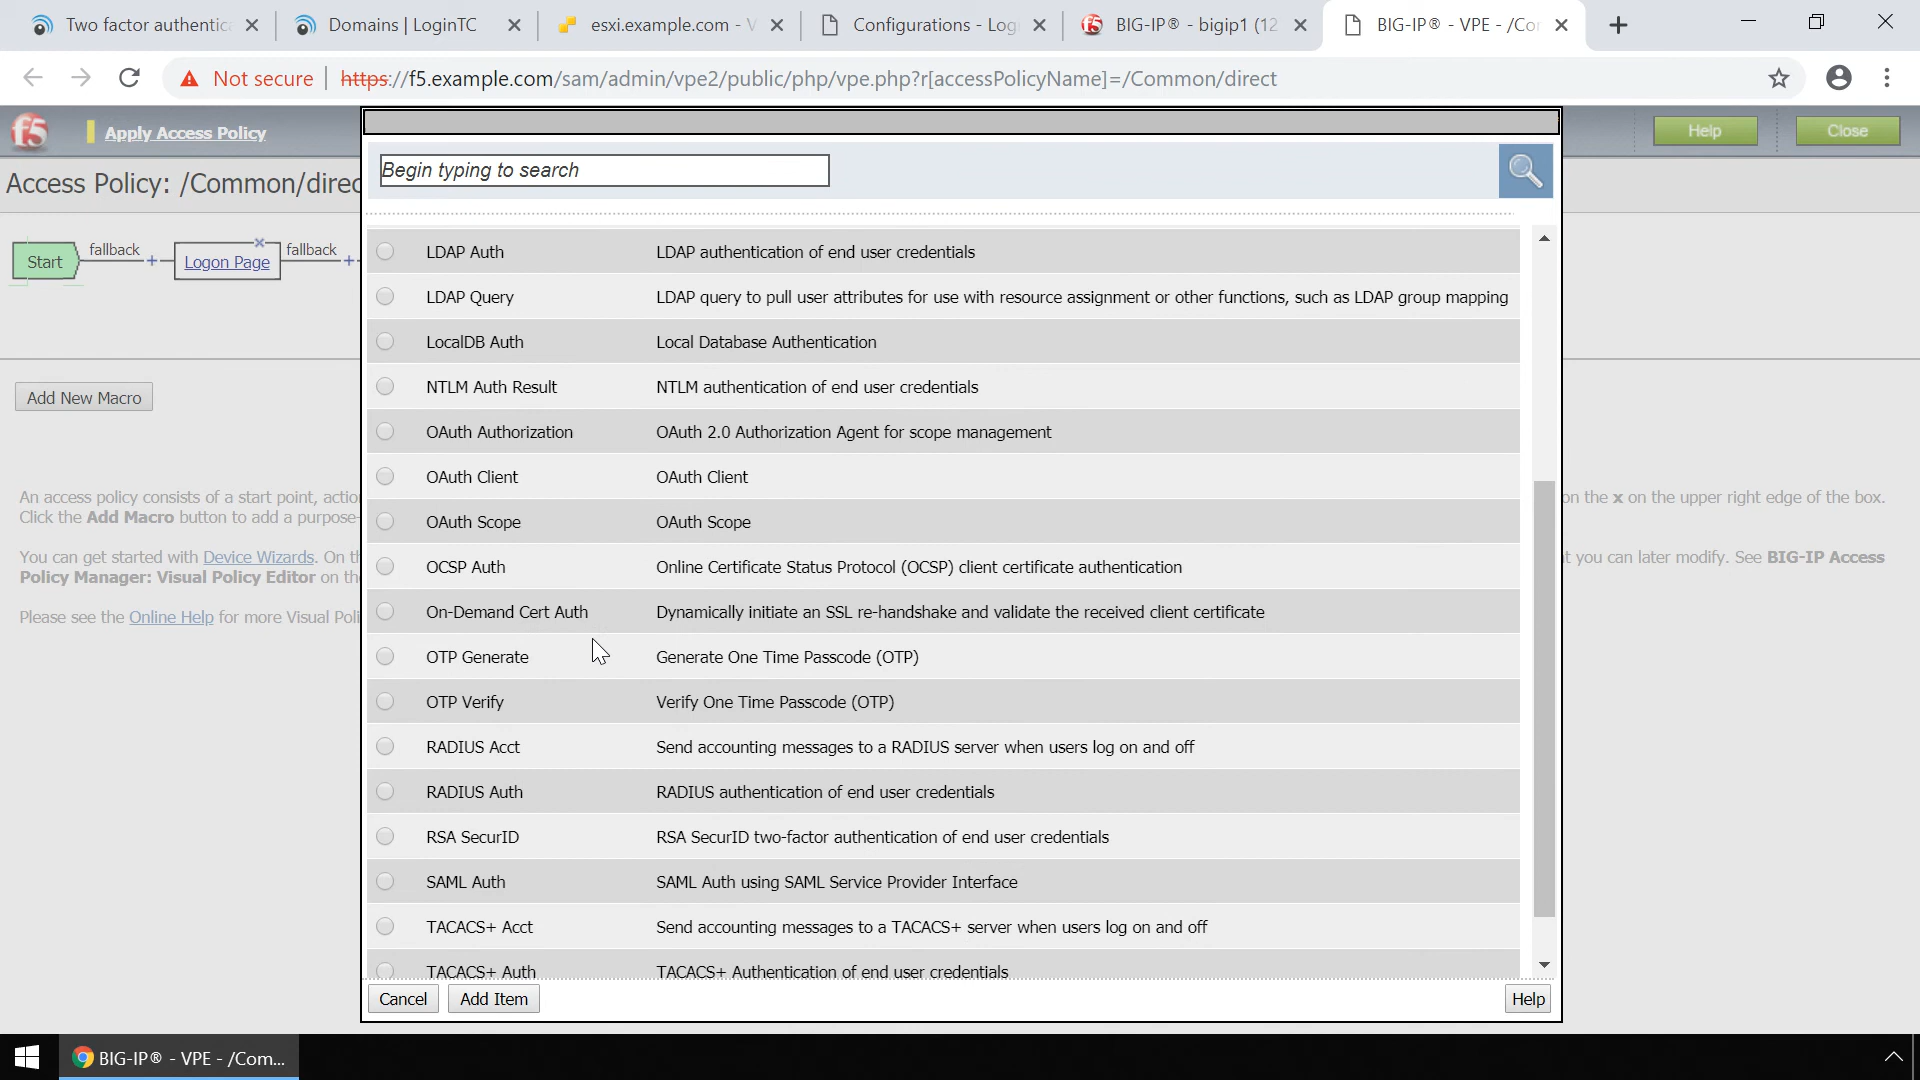 Two factor authentica
Domains | LoginTC
esxi.example.com - V
Configurations - Log
BIG-IP® - bigip1 (12
BIG-IP® - VPE - /Co
Not secure
https://f5.example.com/sam/admin/vpe2/public/php/vpe.php?r[accessPolicyName]=/Common/direct
f5
Apply Access Policy
Help
Close
Access Policy: /Common/direc
Start
fallback
+
Logon Page
x
fallback
+
Add New Macro
An access policy consists of a start point, actio
on the x on the upper right edge of the box.
Click the Add Macro button to add a purpose-
You can get started with Device Wizards. On th
t you can later modify. See BIG-IP Access
Policy Manager: Visual Policy Editor on the
Please see the Online Help for more Visual Poli
Begin typing to search
LDAP Auth LDAP authentication of end user credentials
LDAP Query LDAP query to pull user attributes for use with resource assignment or other functions, such as LDAP group mapping
LocalDB Auth Local Database Authentication
NTLM Auth Result NTLM authentication of end user credentials
OAuth Authorization OAuth 2.0 Authorization Agent for scope management
OAuth Client OAuth Client
OAuth Scope OAuth Scope
OCSP Auth Online Certificate Status Protocol (OCSP) client certificate authentication
On-Demand Cert Auth Dynamically initiate an SSL re-handshake and validate the received client certificate
OTP Generate Generate One Time Passcode (OTP)
OTP Verify Verify One Time Passcode (OTP)
RADIUS Acct Send accounting messages to a RADIUS server when users log on and off
RADIUS Auth RADIUS authentication of end user credentials
RSA SecurID RSA SecurID two-factor authentication of end user credentials
SAML Auth SAML Auth using SAML Service Provider Interface
TACACS+ Acct Send accounting messages to a TACACS+ server when users log on and off
TACACS+ Auth TACACS+ Authentication of end user credentials
Cancel
Add Item
Help
BIG-IP® - VPE - /Com...